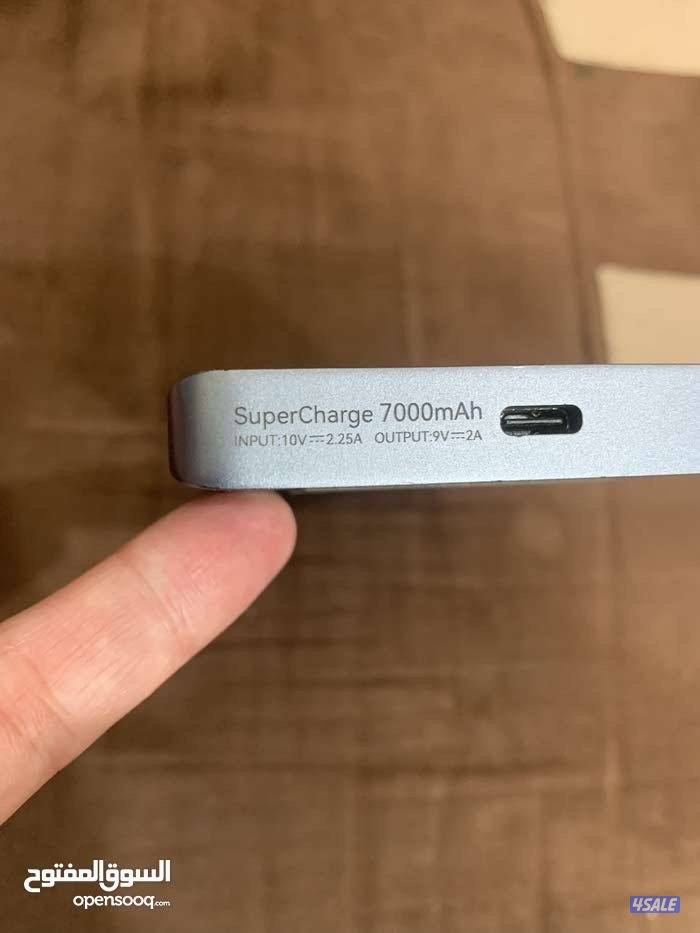 SuperCharge 7000mAh
INPUT:10V⎓2.25A OUTPUT:9V⎓2A
السوق المفتوح
opensooq.com
4SALE